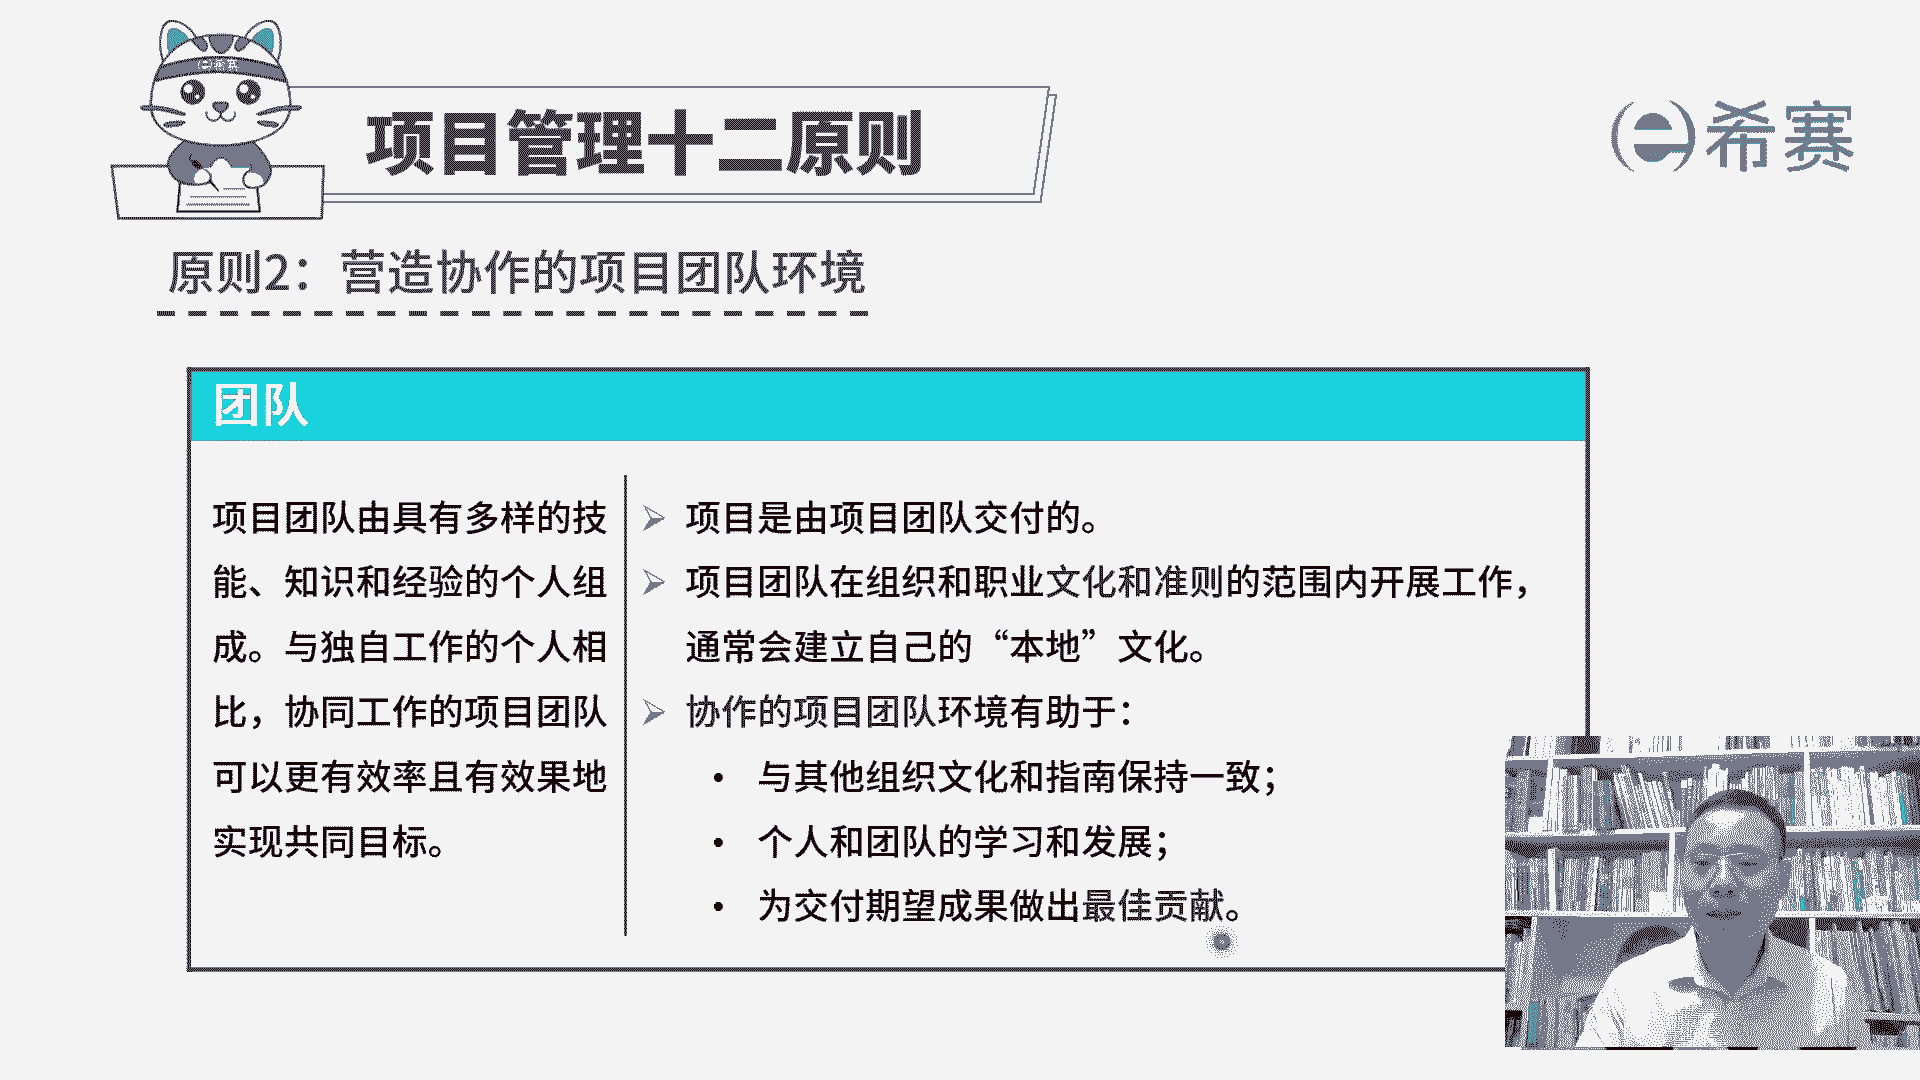 希赛
项目管理十二原则
希赛
原则2：营造协作的项目团队环境
团队
项目团队由具有多样的技
能、知识和经验的个人组
成。与独自工作的个人相
比，协同工作的项目团队
可以更有效率且有效果地
实现共同目标。
项目是由项目团队交付的。
项目团队在组织和职业文化和准则的范围内开展工作，
通常会建立自己的“本地”文化。
协作的项目团队环境有助于：
• 与其他组织文化和指南保持一致；
• 个人和团队的学习和发展；
• 为交付期望成果做出最佳贡献。